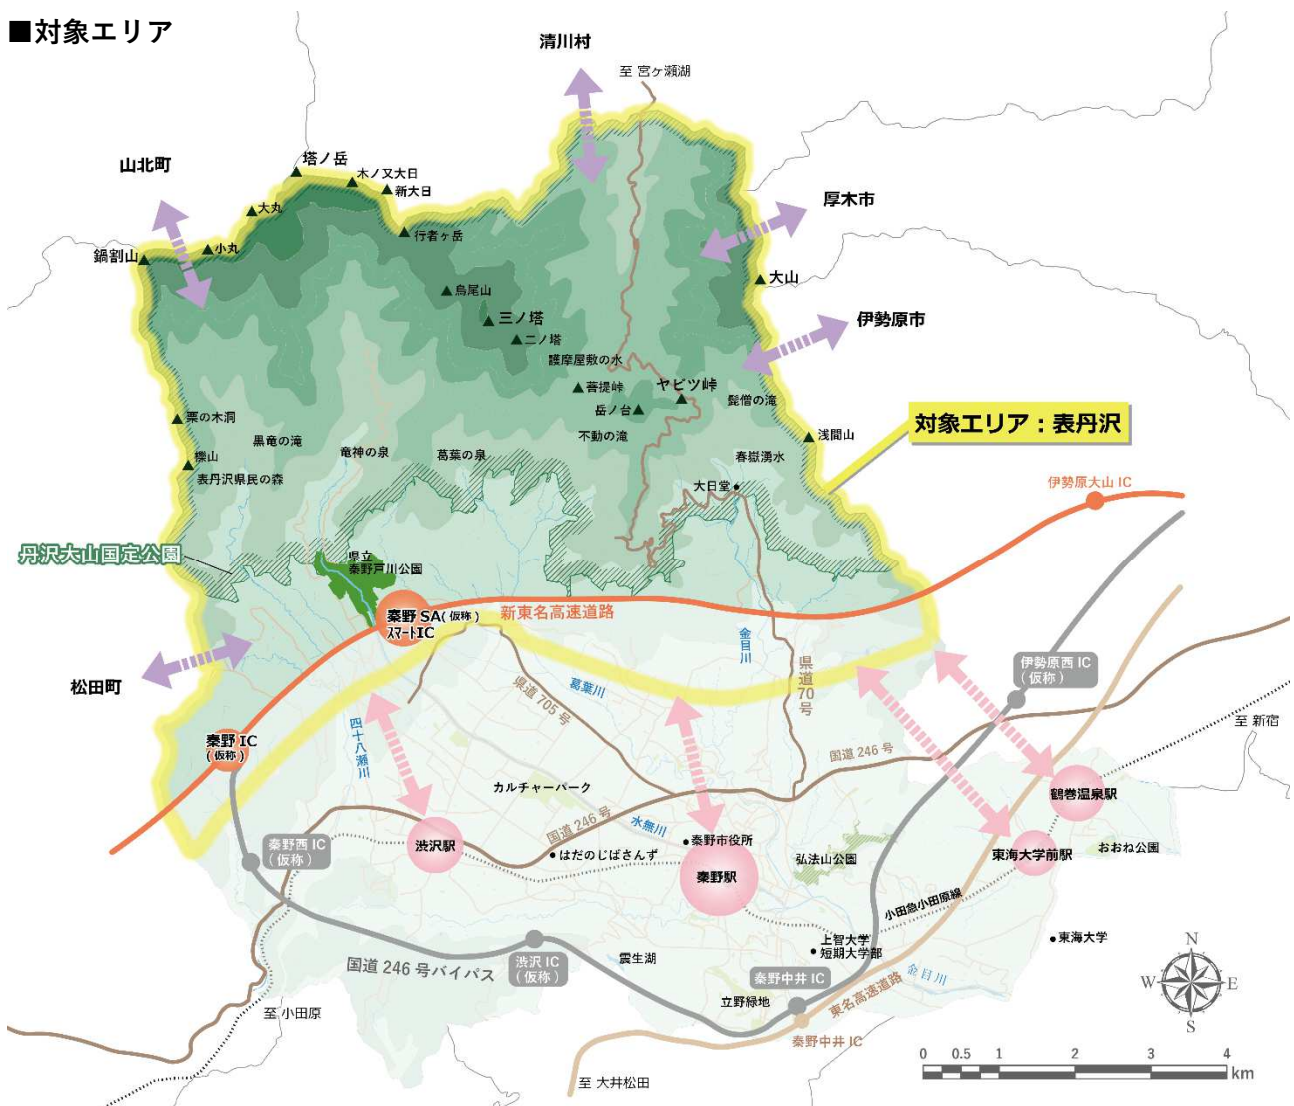 ■対象エリア
清川村
至 宮ヶ瀬湖
山北町
塔ノ岳
木ノ又大日
新大日
大丸
厚木市
小丸
行者ヶ岳
鍋割山
大山
烏尾山
三ノ塔
伊勢原市
二ノ塔
護摩屋敷の水
菩提峠
ヤビツ峠
髭僧の滝
岳ノ台
栗の木洞
対象エリア：表丹沢
黒竜の滝
不動の滝
浅間山
竜神の泉
葛葉の泉
春嶽湧水
櫟山
表丹沢県民の森
大日堂
伊勢原大山 IC
丹沢大山国定公園
県立
秦野戸川公園
秦野 SA(仮称)
スマートIC
新東名高速道路
金目川
県道70号
伊勢原西 IC
(仮称)
松田町
葛葉川
県道 705 号
四十八瀬川
至 新宿
秦野 IC
(仮称)
国道 246 号
カルチャーパーク
鶴巻温泉駅
国道 246 号
水無川
秦野西 IC
(仮称)
渋沢駅
秦野市役所
はだのじばさんず
弘法山公園
東海大学前駅
おおね公園
秦野駅
小田急小田原線
上智大学
短期大学部
東海大学
国道 246 号バイパス
渋沢 IC
(仮称)
震生湖
秦野中井 IC
金目川
立野緑地
東名高速道路
至 小田原
秦野中井 IC
至 大井松田
N
W
E
S
0 0.5 1 2 3 4
km